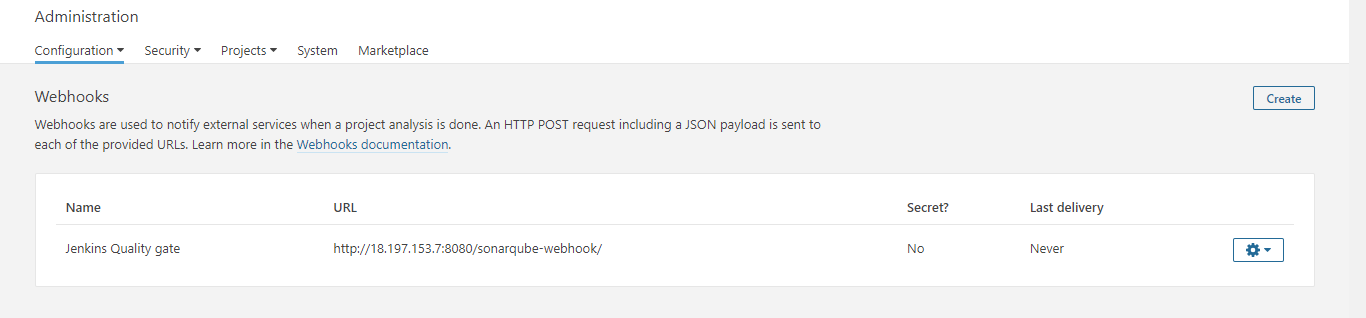 Administration
Configuration Security Projects System Marketplace
Webhooks
Create
Webhooks are used to notify external services when a project analysis is done. An HTTP POST request including a JSON payload is sent to
each of the provided URLs. Learn more in the Webhooks documentation.
Name URL Secret? Last delivery
Jenkins Quality gate http://18.197.153.7:8080/sonarqube-webhook/ No Never